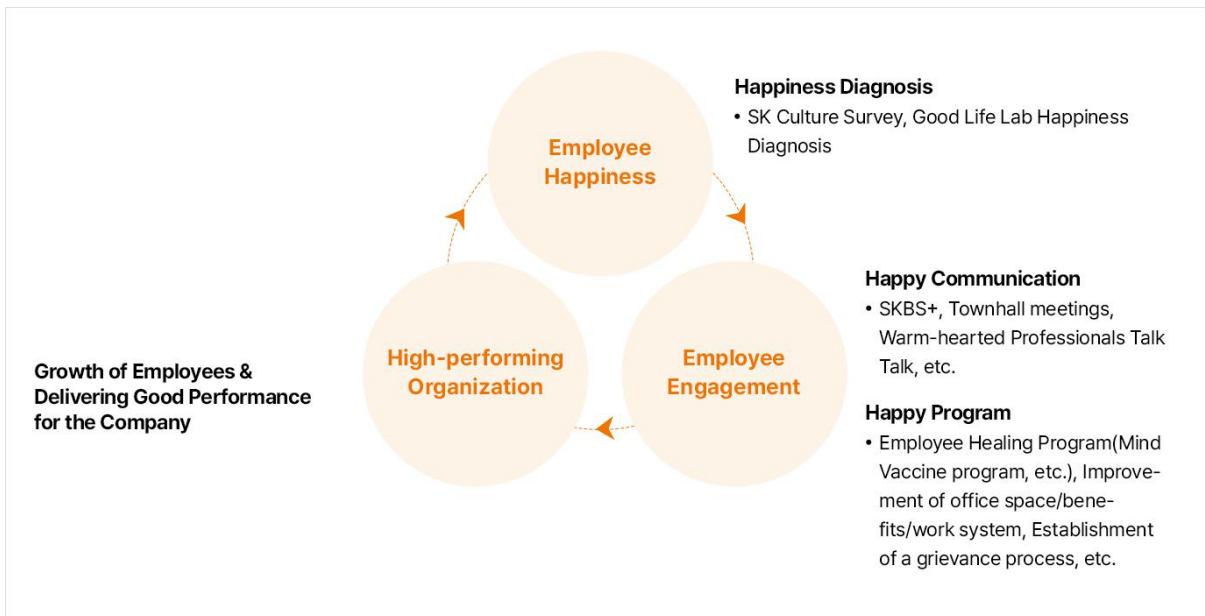 Employee
Happiness
Happiness Diagnosis
• SK Culture Survey, Good Life Lab Happiness
Diagnosis
High-performing
Organization
Employee
Engagement
Happy Communication
• SKBS+, Townhall meetings,
Warm-hearted Professionals Talk
Talk, etc.
Happy Program
• Employee Healing Program(Mind
Vaccine program, etc.), Improve-
ment of office space/bene-
fits/work system, Establishment
of a grievance process, etc.
Growth of Employees &
Delivering Good Performance
for the Company